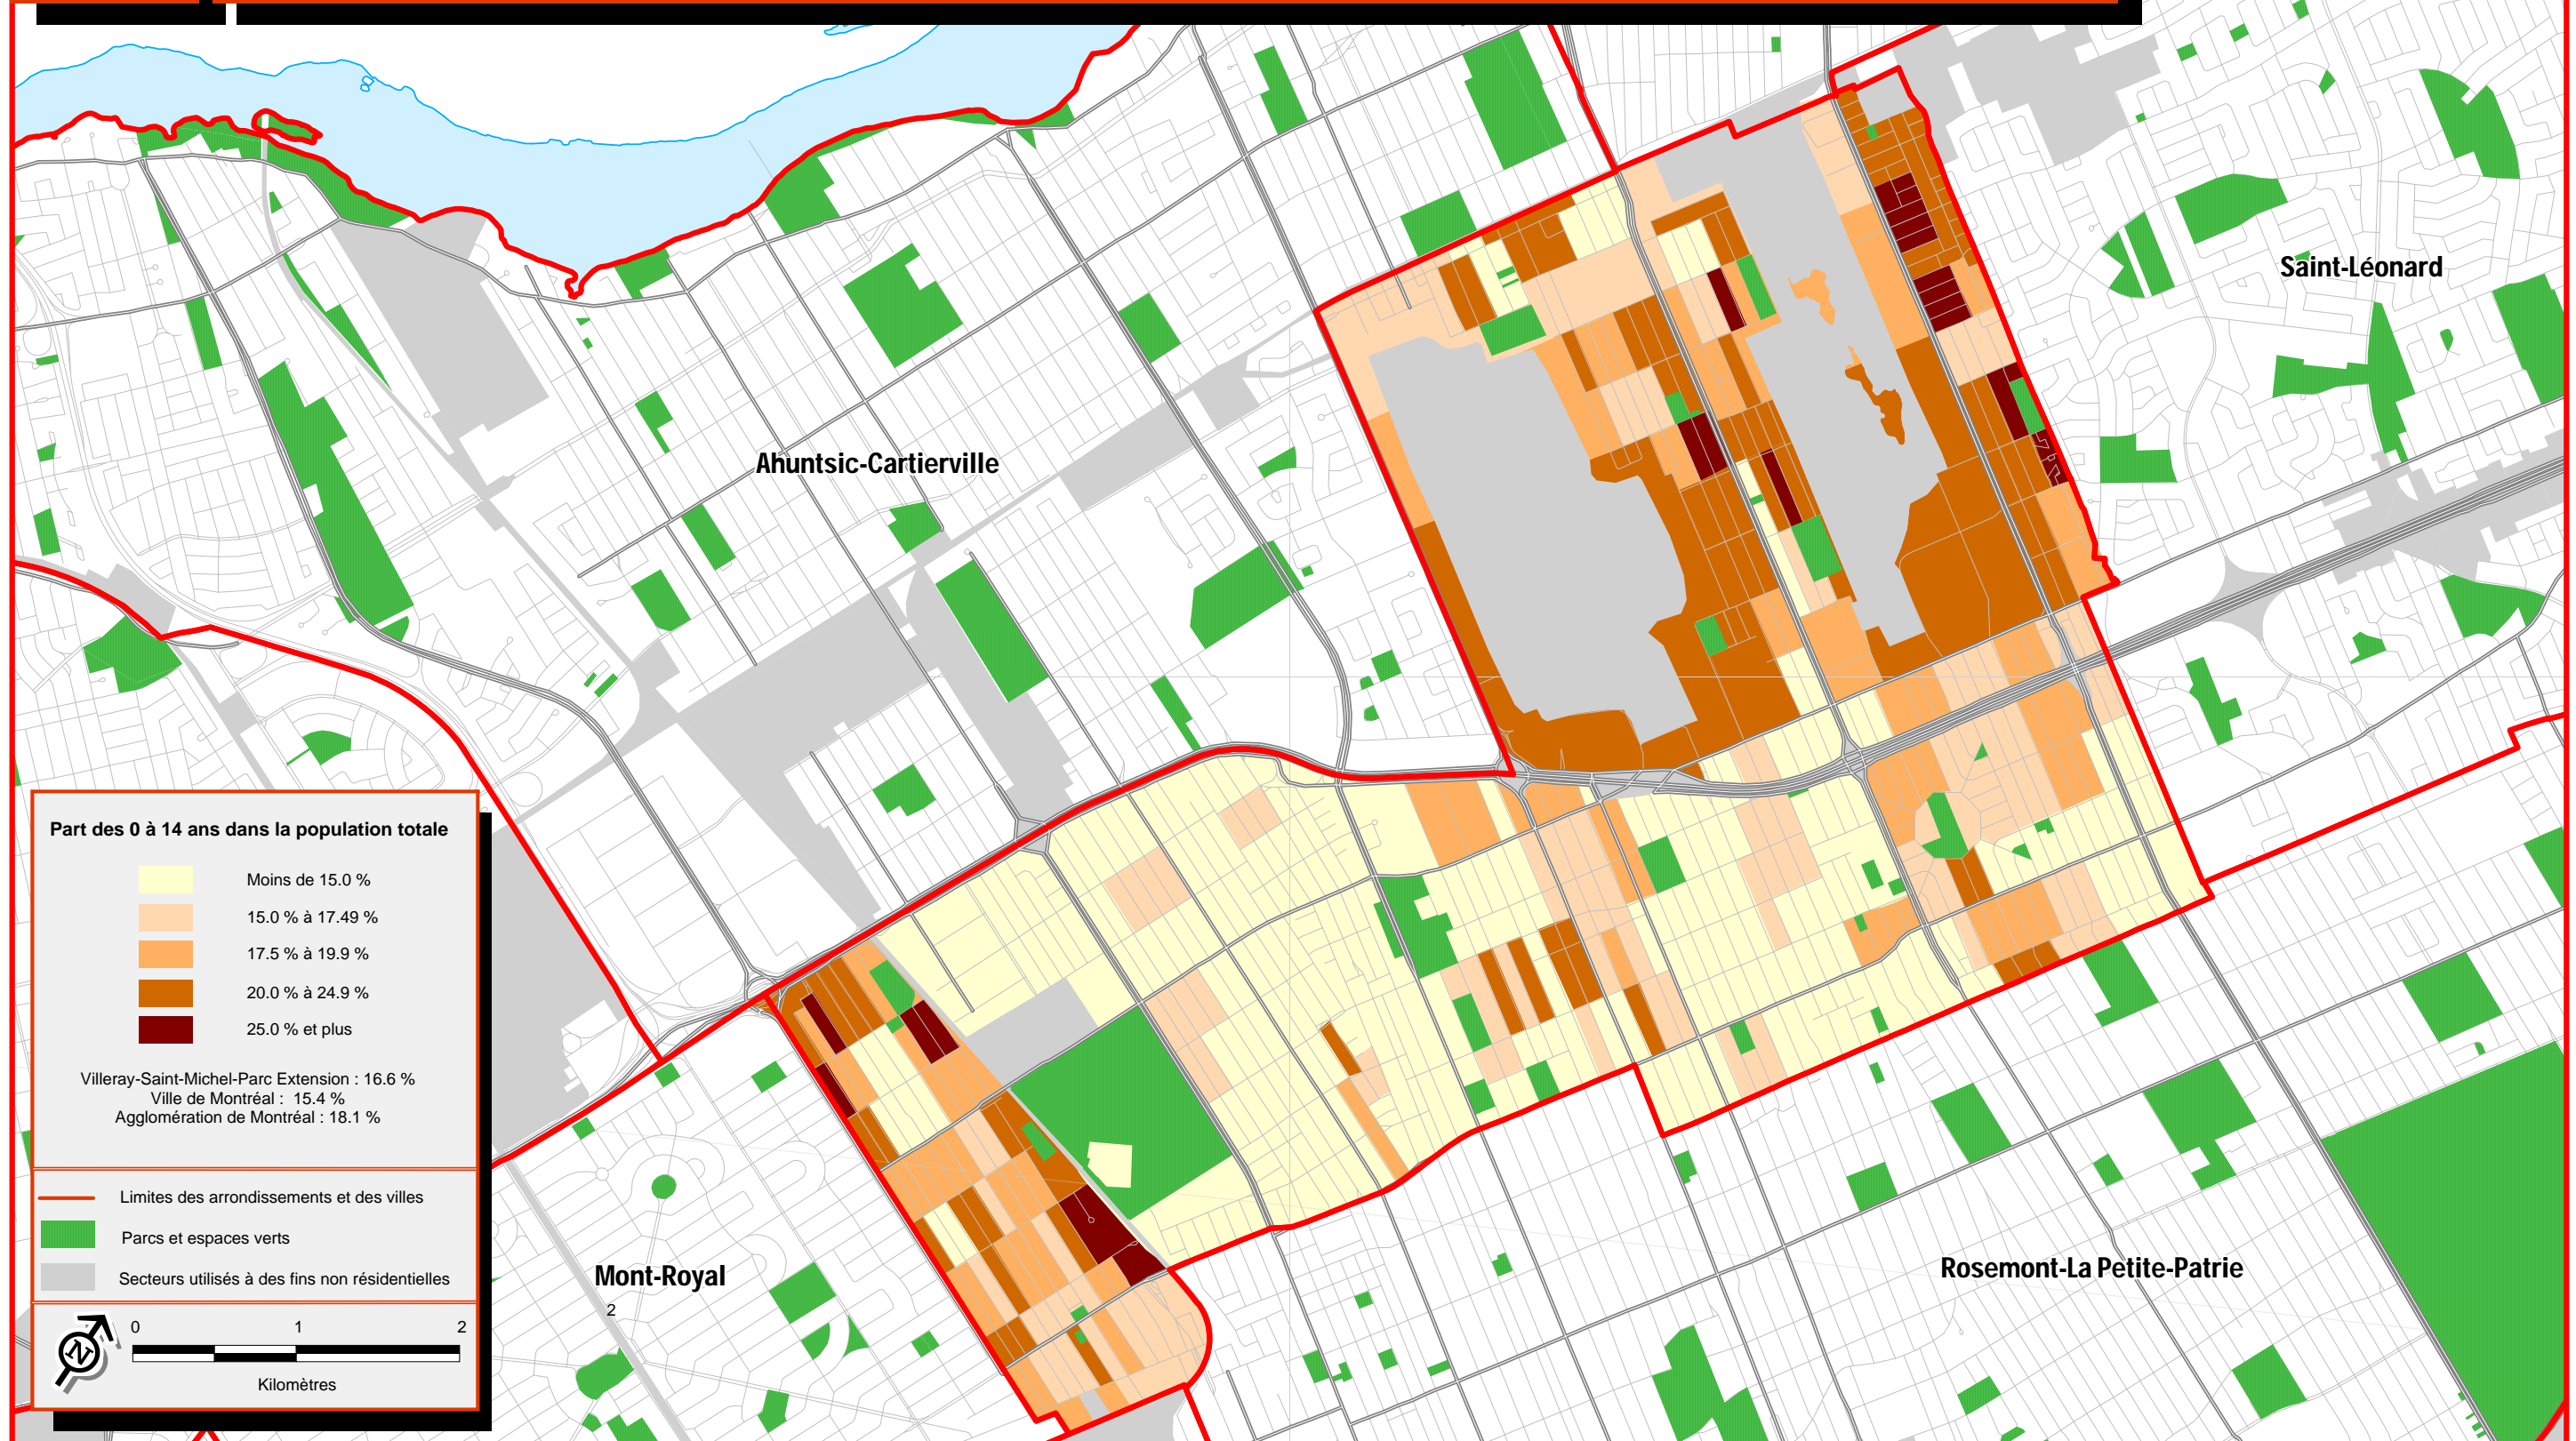 Saint-Léonard
Ahuntsic-Cartierville
Part des 0 à 14 ans dans la population totale
Moins de 15.0 %
15.0 % à 17.49 %
17.5 % à 19.9 %
20.0 % à 24.9 %
25.0 % et plus
Villeray-Saint-Michel-Parc Extension : 16.6 %
Ville de Montréal : 15.4 %
Agglomération de Montréal : 18.1 %
Limites des arrondissements et des villes
Parcs et espaces verts
Secteurs utilisés à des fins non résidentielles
N
0 1 2
Kilomètres
Mont-Royal
2
Rosemont-La Petite-Patrie